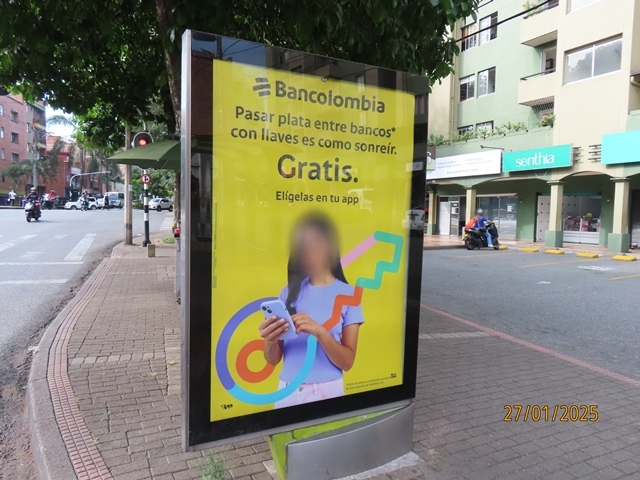 Bancolombia
Pasar plata entre bancos*
con llaves es como sonreír.
Gratis.
Elígelas en tu app
senthia
27/01/2025